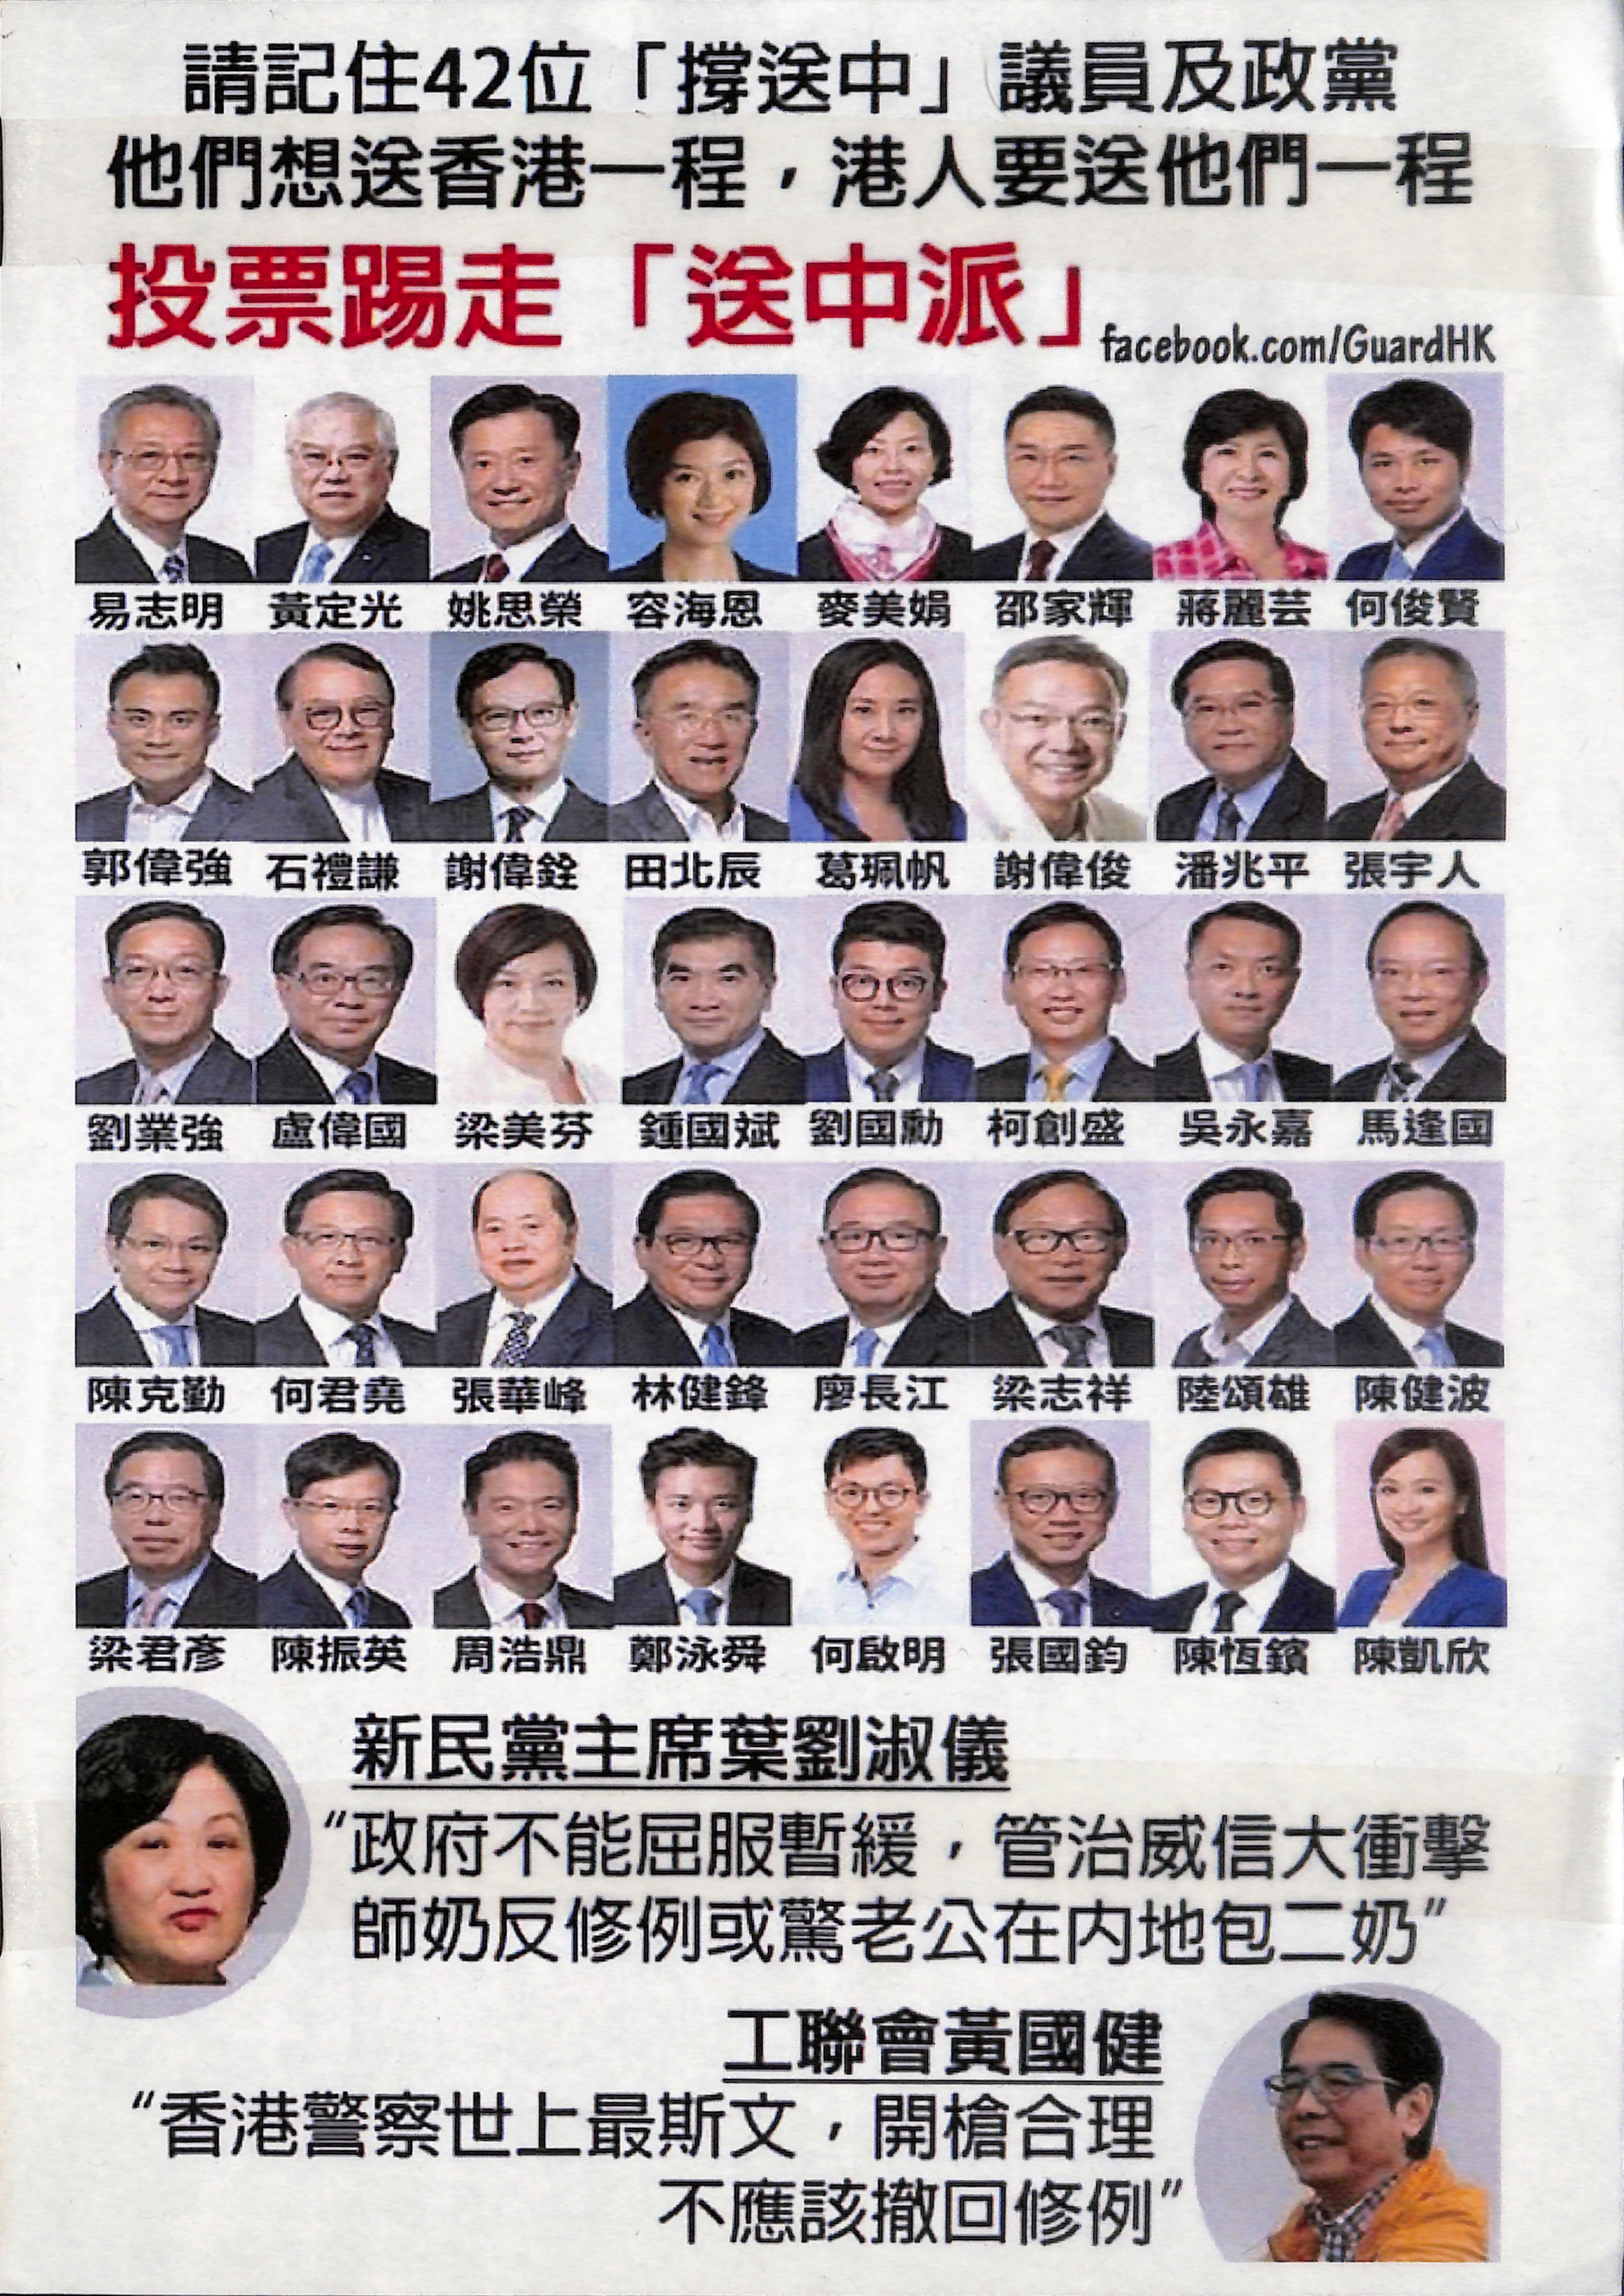 請記住42位「撐送中」議員及政黨
他們想送香港一程，港人要送他們一程
投票踢走「送中派」
facebook.com/GuardHK
易志明 黃定光 姚思榮 容海恩 麥美娟 邵家輝 蔣麗芸 何俊賢
郭偉強 石禮謙 謝偉銓 田北辰 葛珮帆 謝偉俊 潘兆平 張宇人
劉業強 盧偉國 梁美芬 鍾國斌 劉國勳 柯創盛 吳永嘉 馬逢國
陳克勤 何君堯 張華峰 林健鋒 廖長江 梁志祥 陸頌雄 陳健波
梁君彥 陳振英 周浩鼎 鄭泳舜 何啟明 張國鈞 陳恆鑌 陳凱欣
新民黨主席葉劉淑儀
“政府不能屈服暫緩，管治威信大衝擊
師奶反修例或驚老公在內地包二奶”
工聯會黃國健
“香港警察世上最斯文，開槍合理
不應該撤回修例”